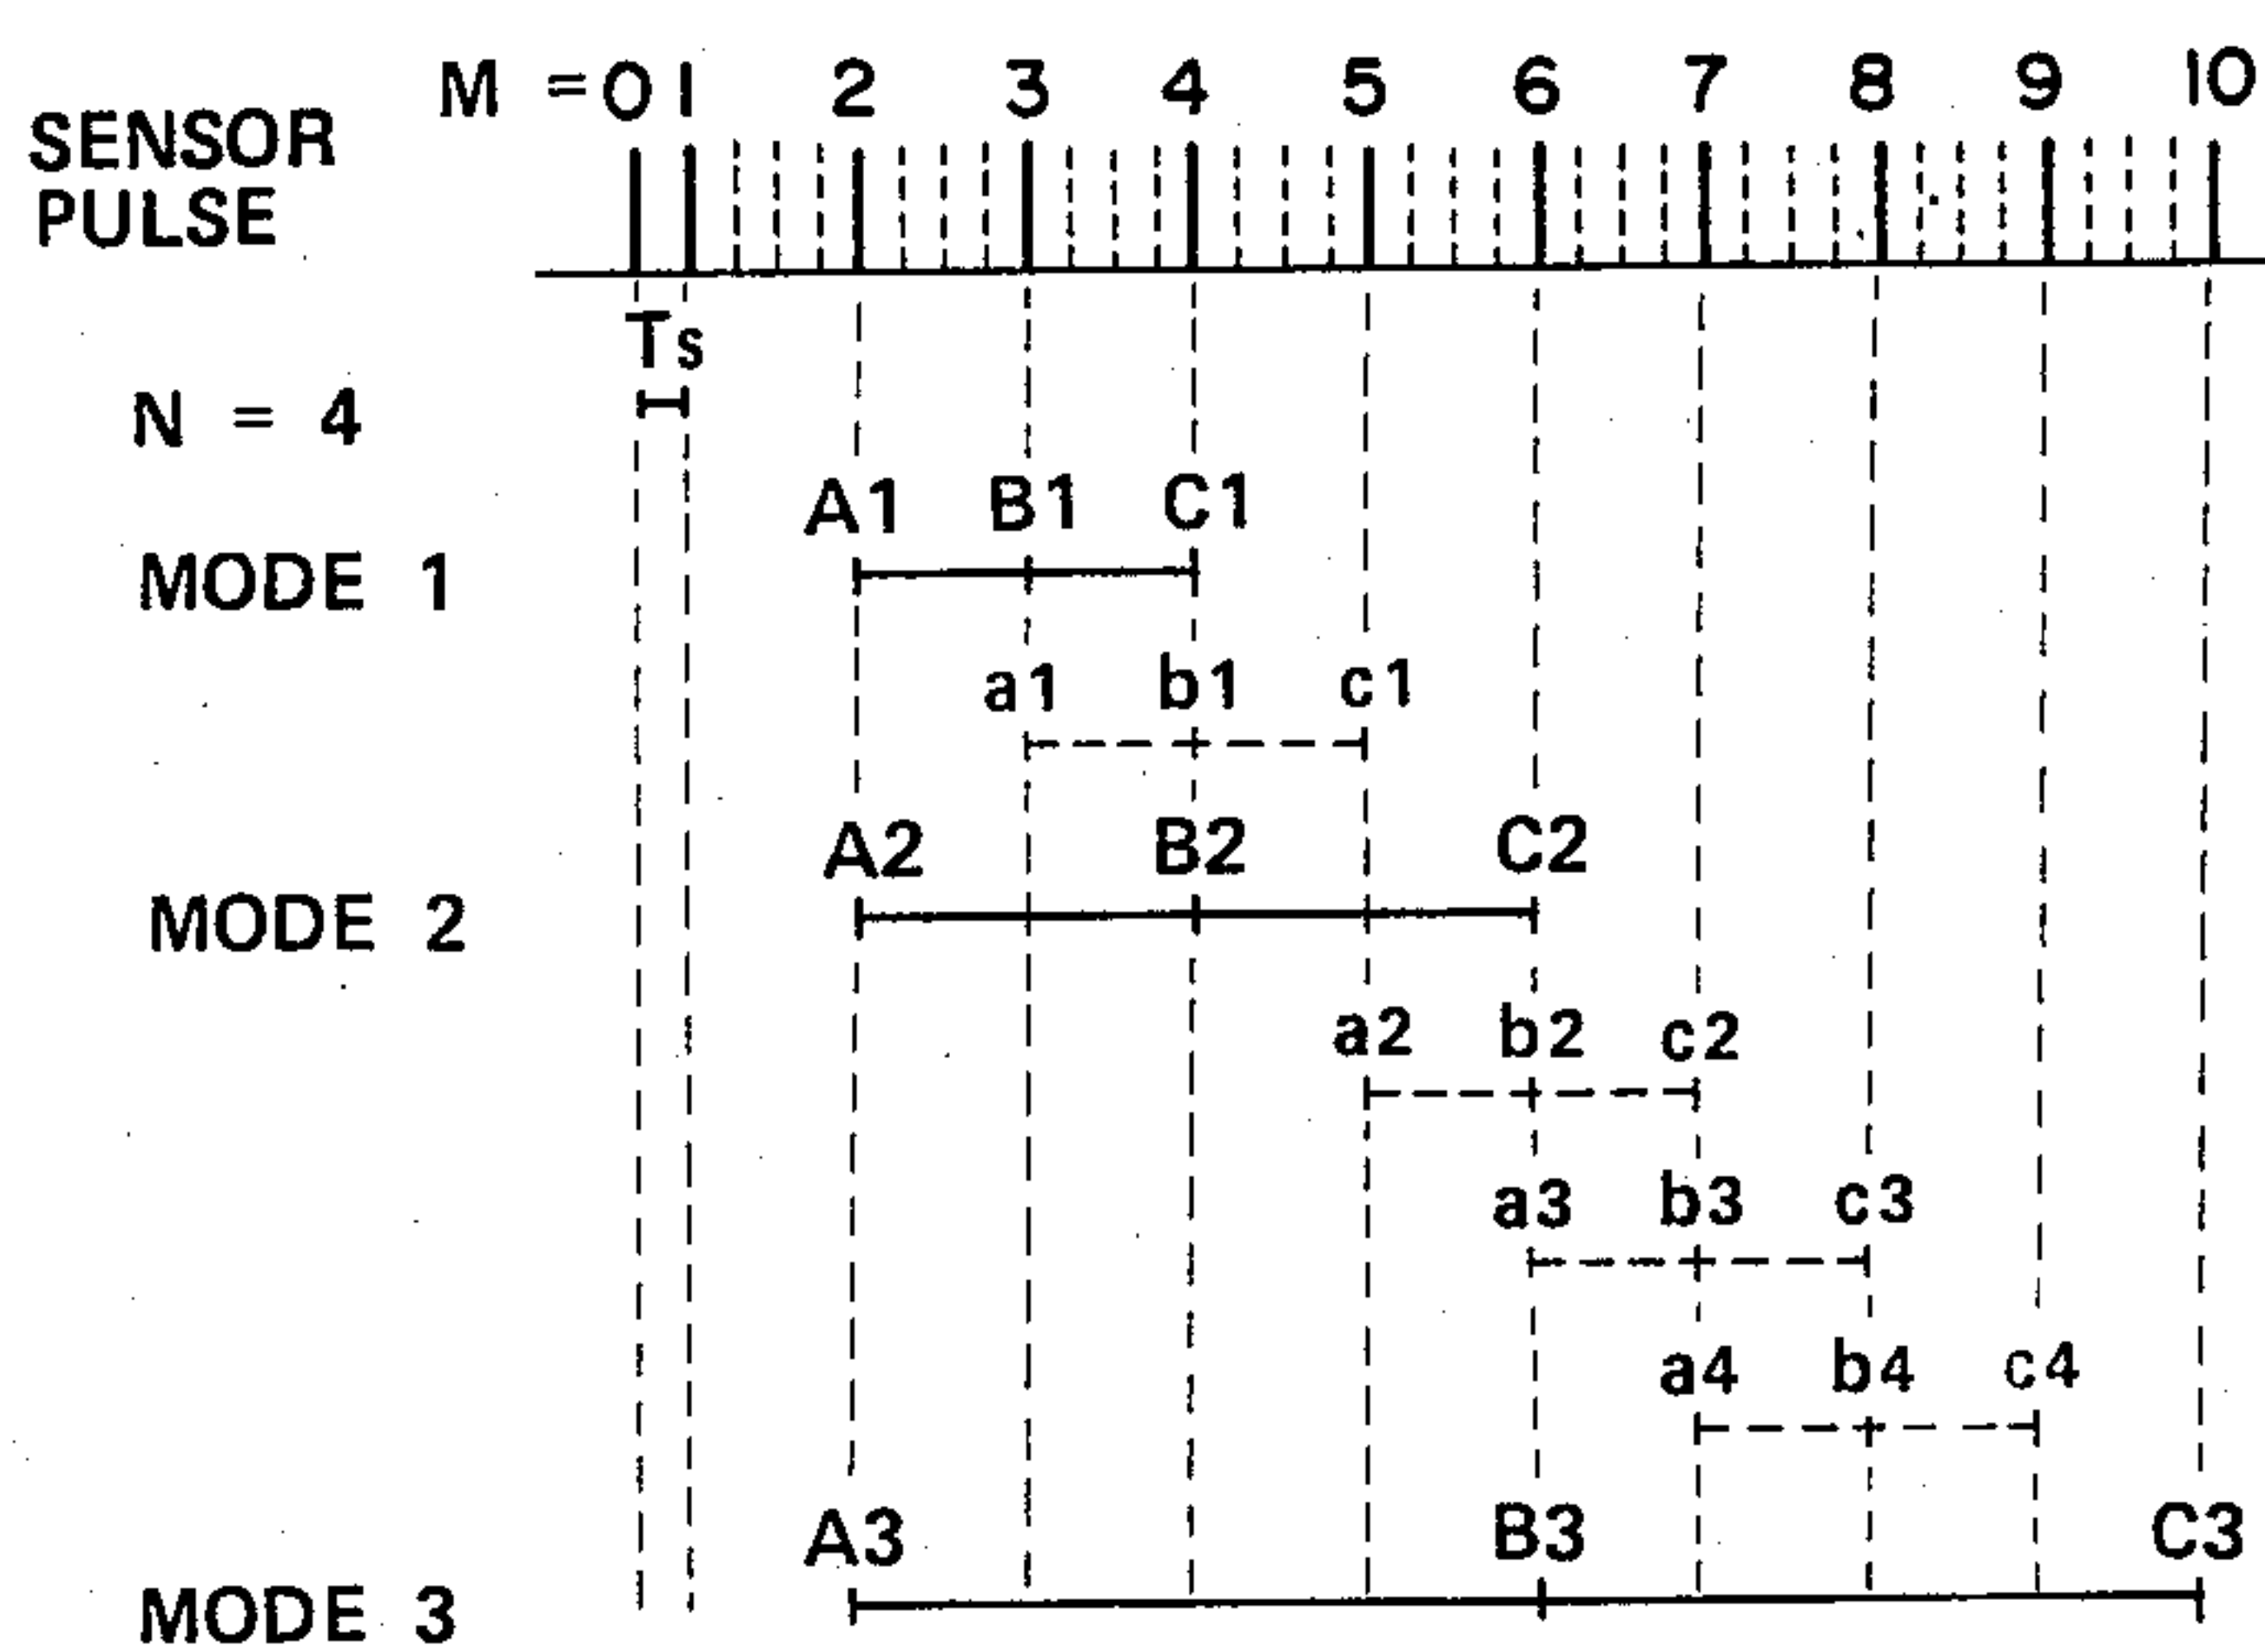 M = 0 1 2 3 4 5 6 7 8 9 10
SENSOR
PULSE
Ts
N = 4
A1 B1 C1
MODE 1
a1 b1 c1
A2 B2 C2
MODE 2
a2 b2 c2
a3 b3 c3
a4 b4 c4
A3 B3 C3
MODE 3